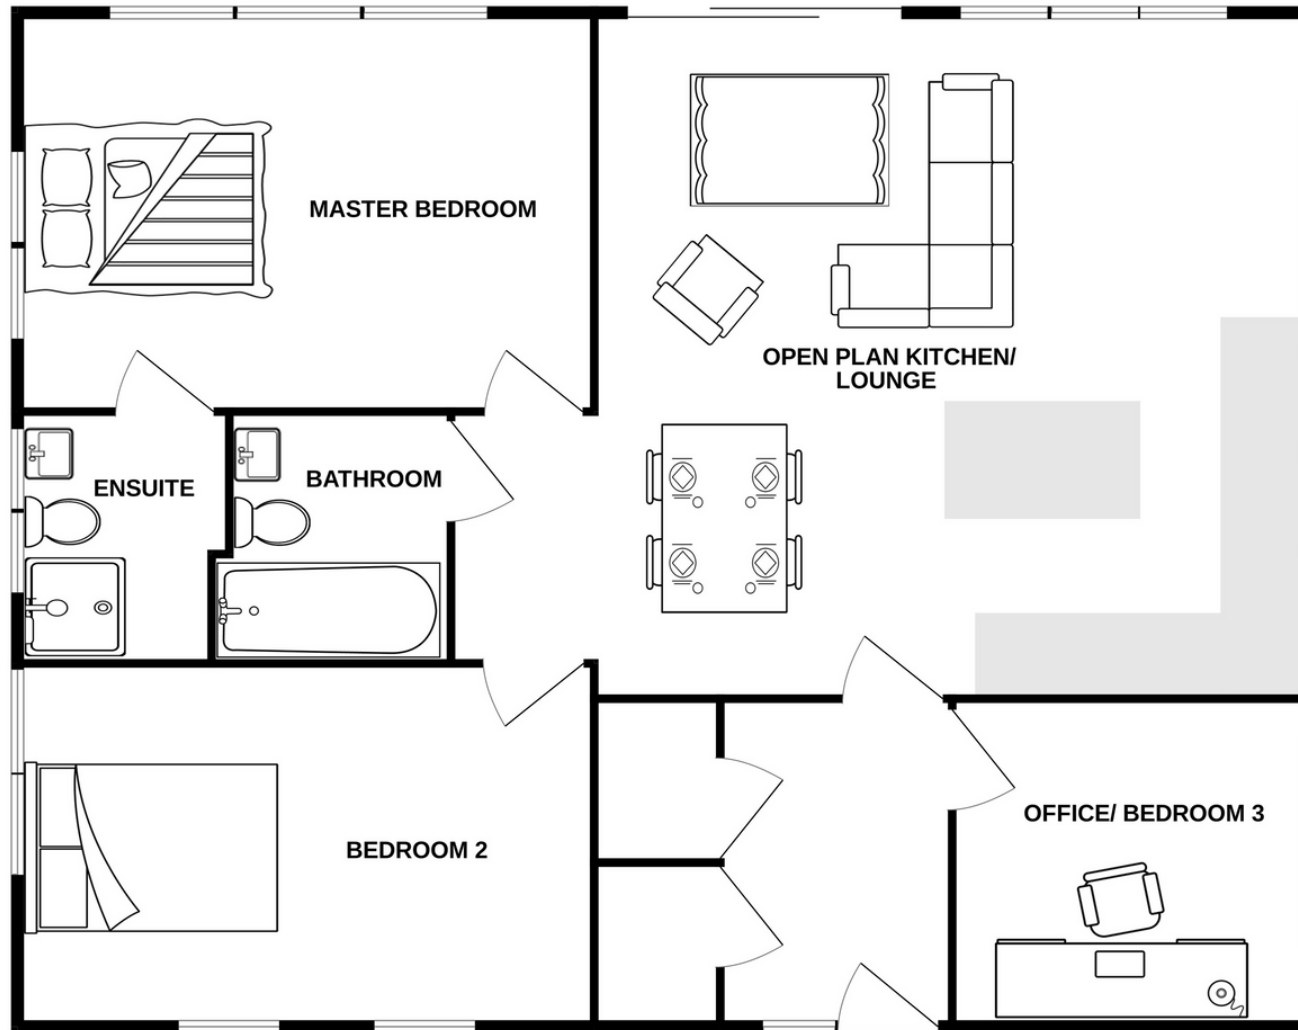 MASTER BEDROOM
OPEN PLAN KITCHEN/
LOUNGE
ENSUITE
BATHROOM
BEDROOM 2
OFFICE/ BEDROOM 3